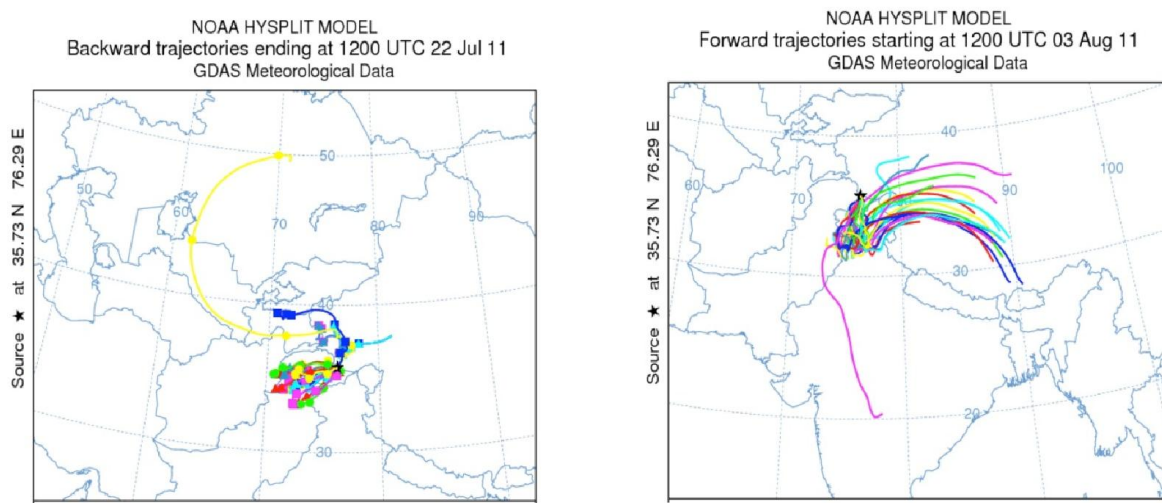 NOAA HYSPLIT MODEL
Backward trajectories ending at 1200 UTC 22 Jul 11
GDAS Meteorological Data
Source ★ at 35.73 N 76.29 E
50
60
70
80
90
50
40
30
NOAA HYSPLIT MODEL
Forward trajectories starting at 1200 UTC 03 Aug 11
GDAS Meteorological Data
Source ★ at 35.73 N 76.29 E
60
70
40
90
100
30
20